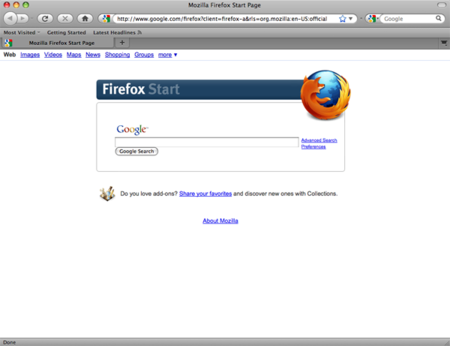 Mozilla Firefox Start Page
http://www.google.com/firefox?client=firefox-a&rls=org.mozilla:en-US:official
Google
Most Visited Getting Started Latest Headlines
Mozilla Firefox Start Page
Web Images Videos Maps News Shopping Groups more ▼
Firefox Start
Google™
Advanced Search
Preferences
Google Search
Do you love add-ons? Share your favorites and discover new ones with Collections.
About Mozilla
Done